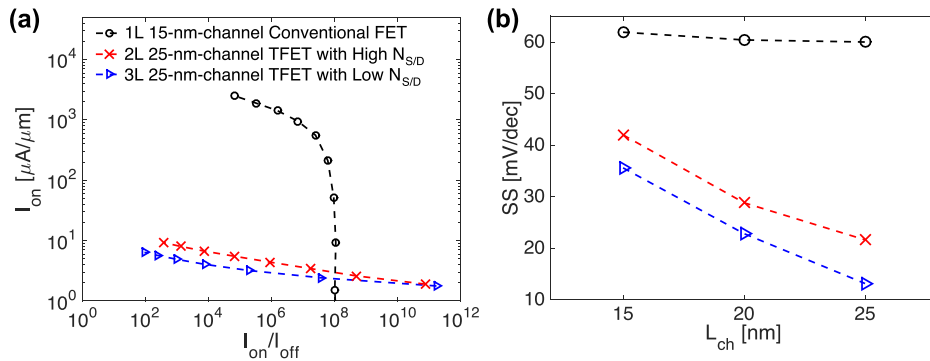 (a)
1L 15-nm-channel Conventional FET
2L 25-nm-channel TFET with High N_S/D
3L 25-nm-channel TFET with Low N_S/D
I_on [μA/μm]
10^4
10^3
10^2
10^1
10^0
10^0 10^2 10^4 10^6 10^8 10^10 10^12
I_on/I_off
(b)
SS [mV/dec]
60
50
40
30
20
10
15 20 25
L_ch [nm]